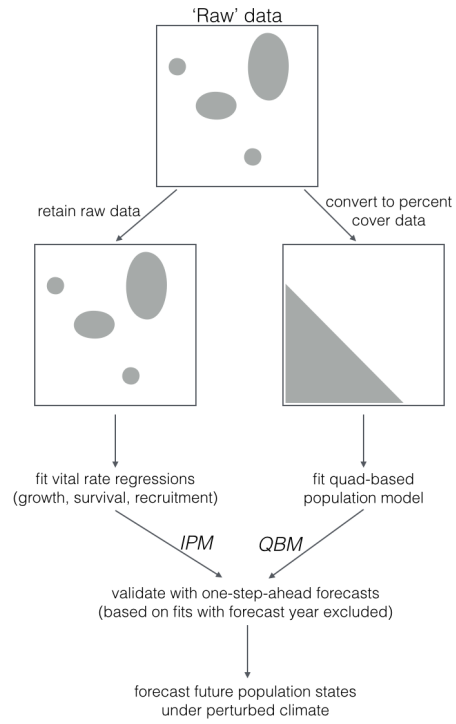 'Raw' data
retain raw data
convert to percent
cover data
fit vital rate regressions
(growth, survival, recruitment)
fit quad-based
population model
IPM
QBM
validate with one-step-ahead forecasts
(based on fits with forecast year excluded)
forecast future population states
under perturbed climate